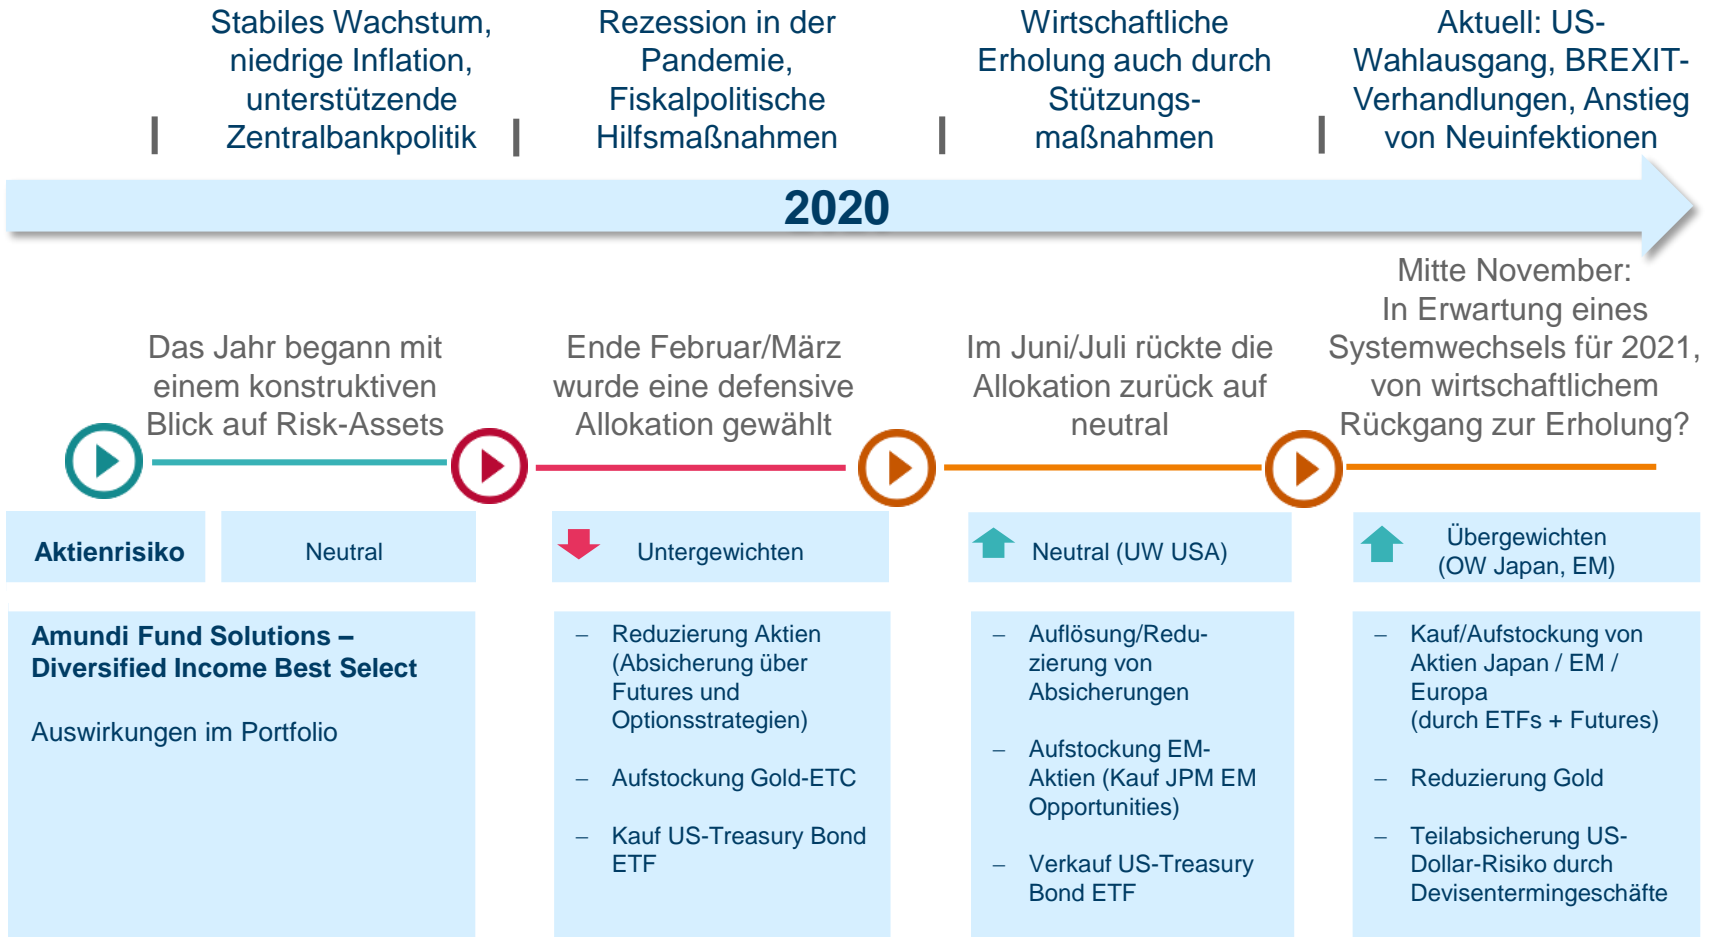 Stabiles Wachstum,
niedrige Inflation,
unterstützende
Zentralbankpolitik
Rezession in der
Pandemie,
Fiskalpolitische
Hilfsmaßnahmen
Wirtschaftliche
Erholung auch durch
Stützungs-
maßnahmen
Aktuell: US-
Wahlausgang, BREXIT-
Verhandlungen, Anstieg
von Neuinfektionen
2020
Das Jahr begann mit
einem konstruktiven
Blick auf Risk-Assets
Ende Februar/März
wurde eine defensive
Allokation gewählt
Im Juni/Juli rückte die
Allokation zurück auf
neutral
Mitte November:
In Erwartung eines
Systemwechsels für 2021,
von wirtschaftlichem
Rückgang zur Erholung?
Aktienrisiko
Neutral
Untergewichten
Neutral (UW USA)
Übergewichten
(OW Japan, EM)
Amundi Fund Solutions –
Diversified Income Best Select
Auswirkungen im Portfolio
– Reduzierung Aktien
(Absicherung über
Futures und
Optionsstrategien)
– Aufstockung Gold-ETC
– Kauf US-Treasury Bond
ETF
– Auflösung/Redu-
zierung von
Absicherungen
– Aufstockung EM-
Aktien (Kauf JPM EM
Opportunities)
– Verkauf US-Treasury
Bond ETF
– Kauf/Aufstockung von
Aktien Japan / EM /
Europa
(durch ETFs + Futures)
– Reduzierung Gold
– Teilabsicherung US-
Dollar-Risiko durch
Devisentermingeschäfte